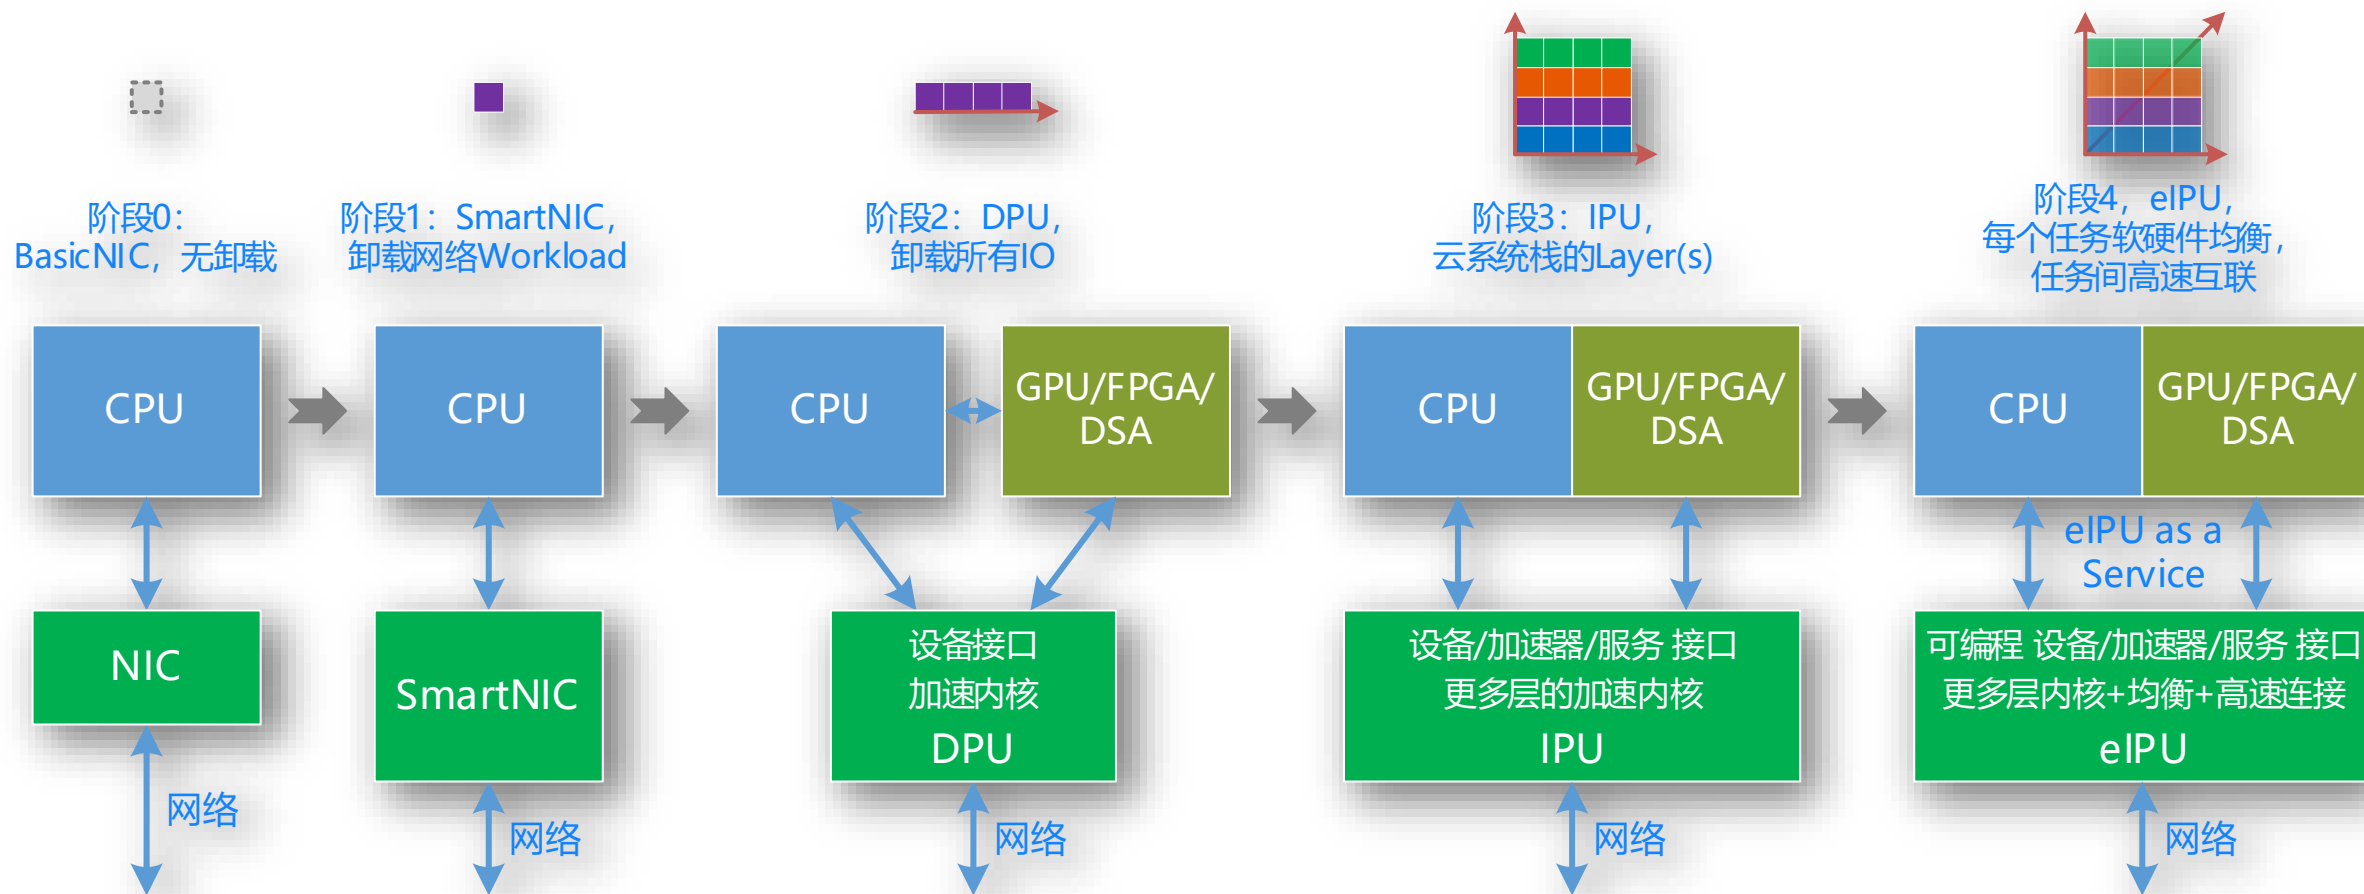 阶段0：
BasicNIC，无卸载
阶段1：SmartNIC，
卸载网络Workload
阶段2：DPU，
卸载所有IO
阶段3：IPU，
云系统栈的Layer(s)
阶段4，eIPU，
每个任务软硬件均衡，
任务间高速互联
CPU
CPU
CPU
GPU/FPGA/
DSA
CPU
GPU/FPGA/
DSA
CPU
GPU/FPGA/
DSA
eIPU as a
Service
NIC
SmartNIC
设备接口
加速内核
DPU
设备/加速器/服务 接口
更多层的加速内核
IPU
可编程 设备/加速器/服务 接口
更多层内核+均衡+高速连接
eIPU
网络
网络
网络
网络
网络